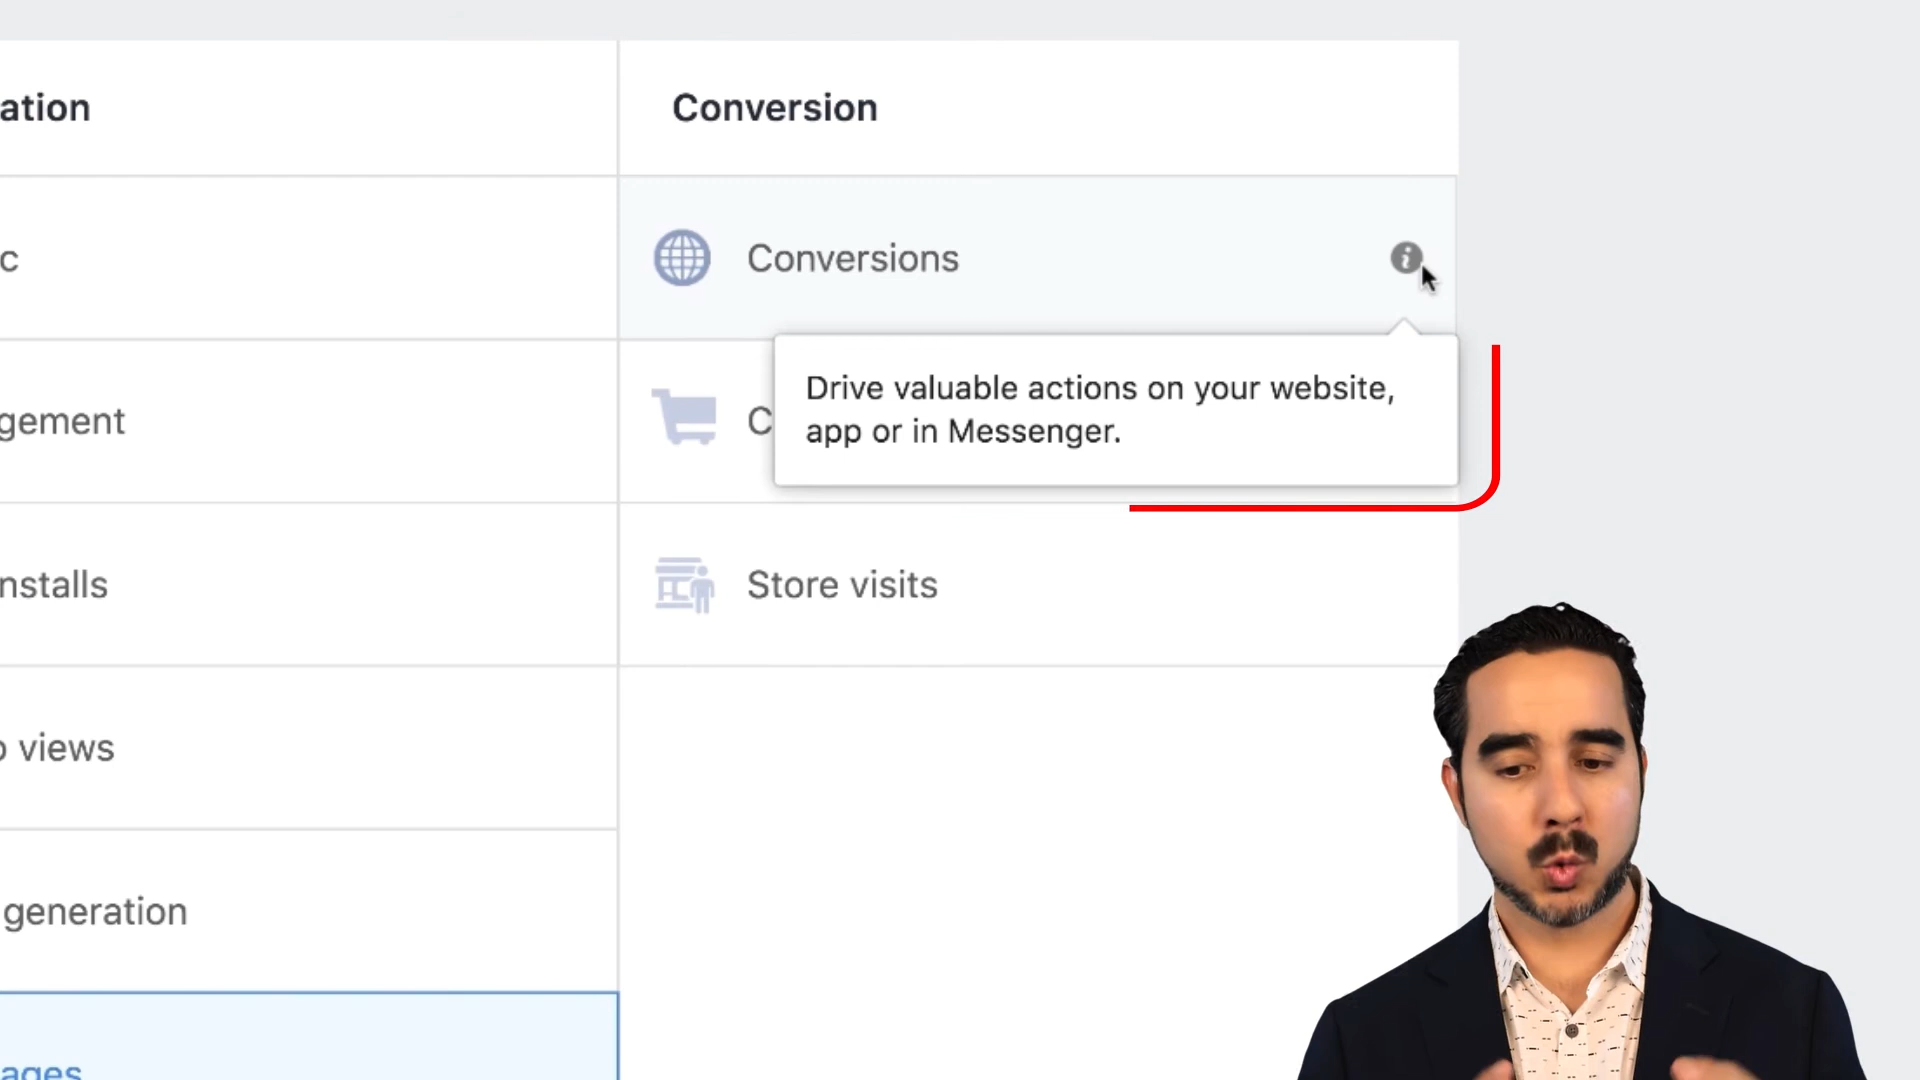 ation
Conversion
c
Conversions
gement
C
Drive valuable actions on your website,
app or in Messenger.
nstalls
Store visits
o views
generation
ages